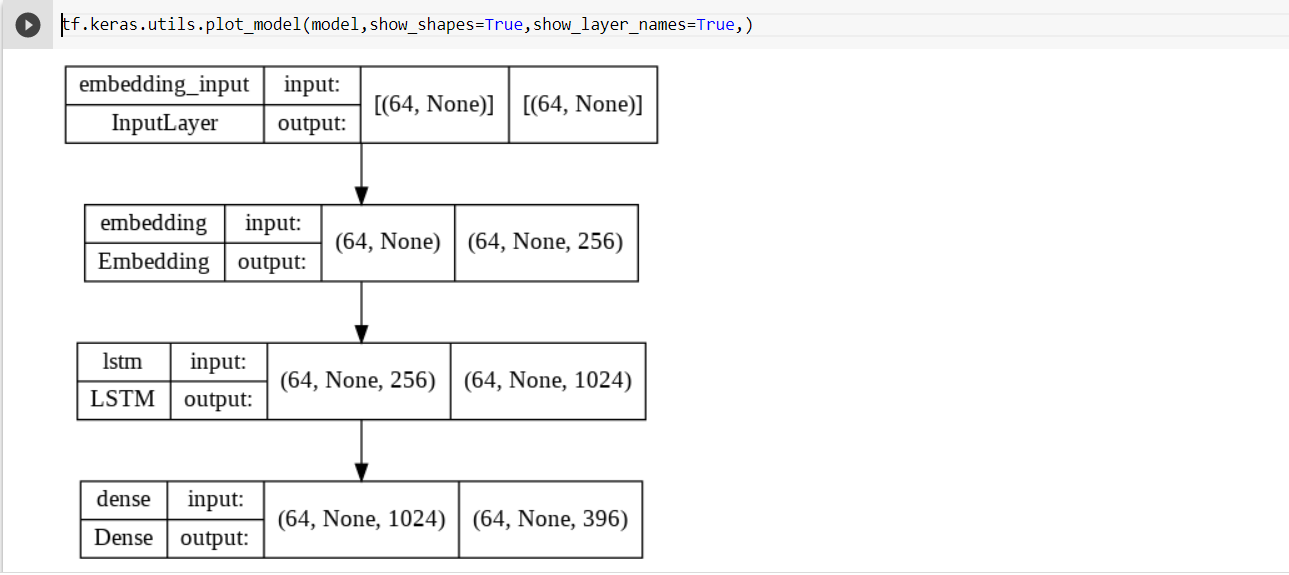 tf.keras.utils.plot_model(model,show_shapes=True,show_layer_names=True,)
embedding_input input: [(64, None)] [(64, None)]
InputLayer output:
embedding input: (64, None) (64, None, 256)
Embedding output:
lstm input: (64, None, 256) (64, None, 1024)
LSTM output:
dense input: (64, None, 1024) (64, None, 396)
Dense output: